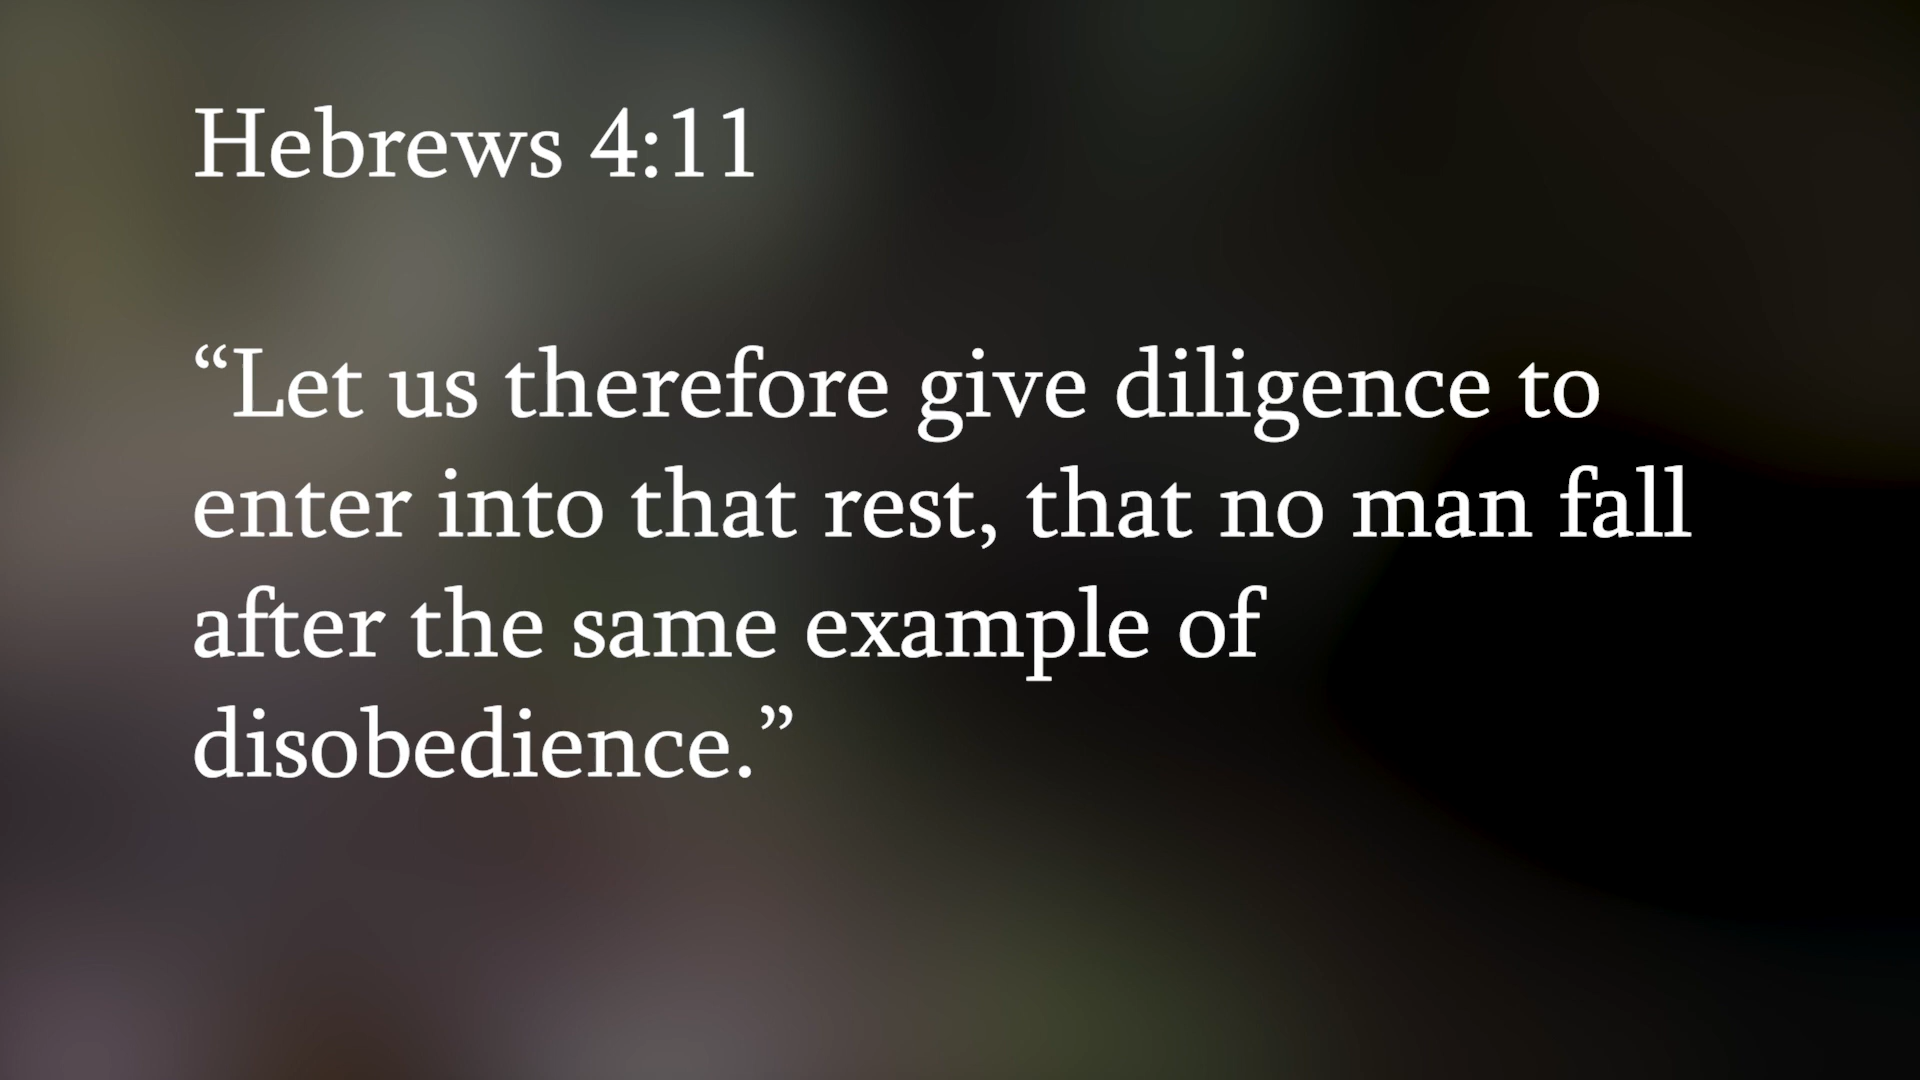 Hebrews 4:11
“Let us therefore give diligence to
enter into that rest, that no man fall
after the same example of
disobedience.”